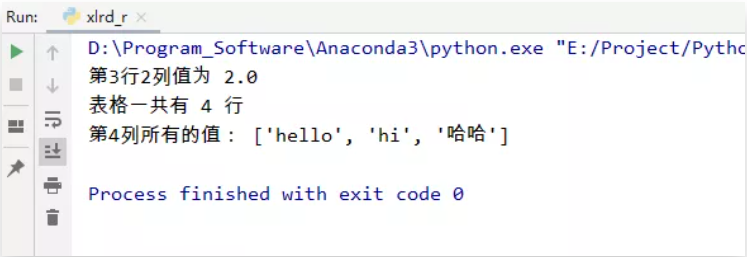 Run: xlrd_r ×
D:\Program_Software\Anaconda3\python.exe "E:/Project/Pytho
第3行2列值为 2.0
表格一共有 4 行
第4列所有的值： ['hello', 'hi', '哈哈']
Process finished with exit code 0